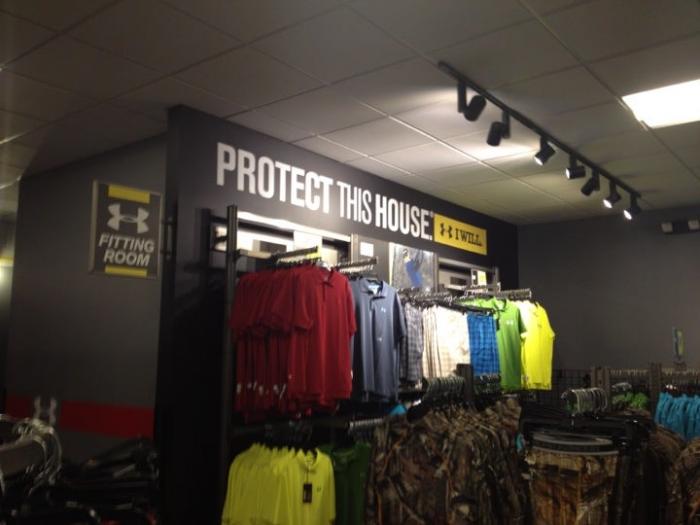 PROTECT THIS HOUSE.®
I WILL.
FITTING
ROOM